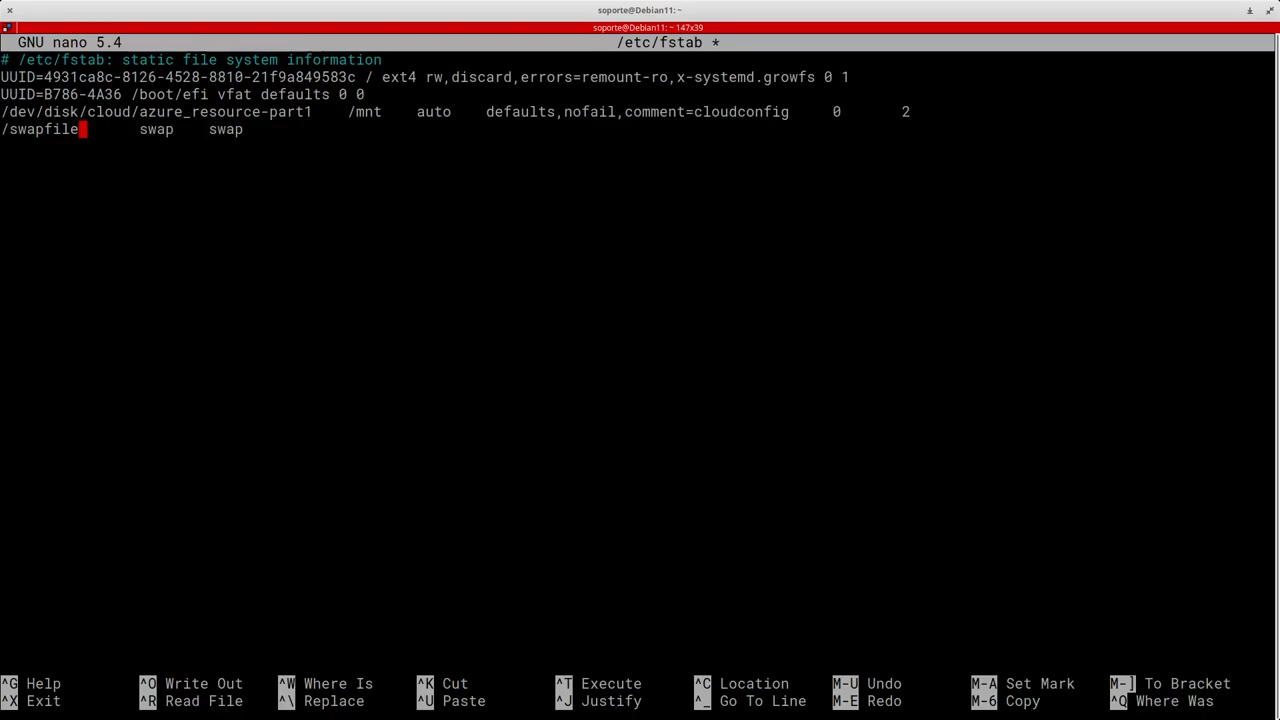 soporte@Debian11: ~
soporte@Debian11: ~ 147x39
GNU nano 5.4 /etc/fstab *
# /etc/fstab: static file system information
UUID=4931ca8c-8126-4528-8810-21f9a849583c / ext4 rw,discard,errors=remount-ro,x-systemd.growfs 0 1
UUID=B786-4A36 /boot/efi vfat defaults 0 0
/dev/disk/cloud/azure_resource-part1 /mnt auto defaults,nofail,comment=cloudconfig 0 2
/swapfile swap swap
^G Help ^O Write Out ^W Where Is ^K Cut ^T Execute ^C Location M-U Undo M-A Set Mark M-] To Bracket
^X Exit ^R Read File ^\ Replace ^U Paste ^J Justify ^_ Go To Line M-E Redo M-6 Copy ^Q Where Was